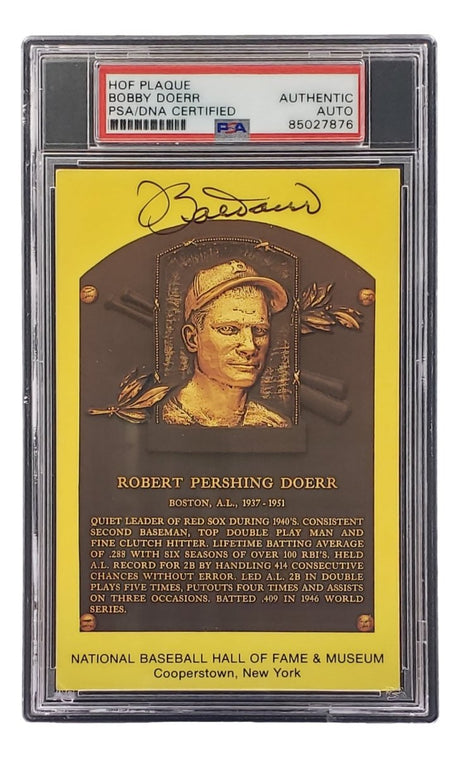 HOF PLAQUE
BOBBY DOERR
PSA/DNA CERTIFIED
AUTHENTIC
AUTO
85027876
PSA
Bob Doerr
B
ROBERT PERSHING DOERR
BOSTON, A.L., 1937 - 1951
QUIET LEADER OF RED SOX DURING 1940'S. CONSISTENT
SECOND BASEMAN, TOP DOUBLE PLAY MAN AND
FINE CLUTCH HITTER. LIFETIME BATTING AVERAGE
OF .288 WITH SIX SEASONS OF OVER 100 RBI'S. HELD
A.L. RECORD FOR 2B BY HANDLING 414 CONSECUTIVE
CHANCES WITHOUT ERROR. LED A.L. 2B IN DOUBLE
PLAYS FIVE TIMES, PUTOUTS FOUR TIMES AND ASSISTS
ON THREE OCCASIONS. BATTED .409 IN 1946 WORLD
SERIES.
NATIONAL BASEBALL HALL OF FAME & MUSEUM
Cooperstown, New York